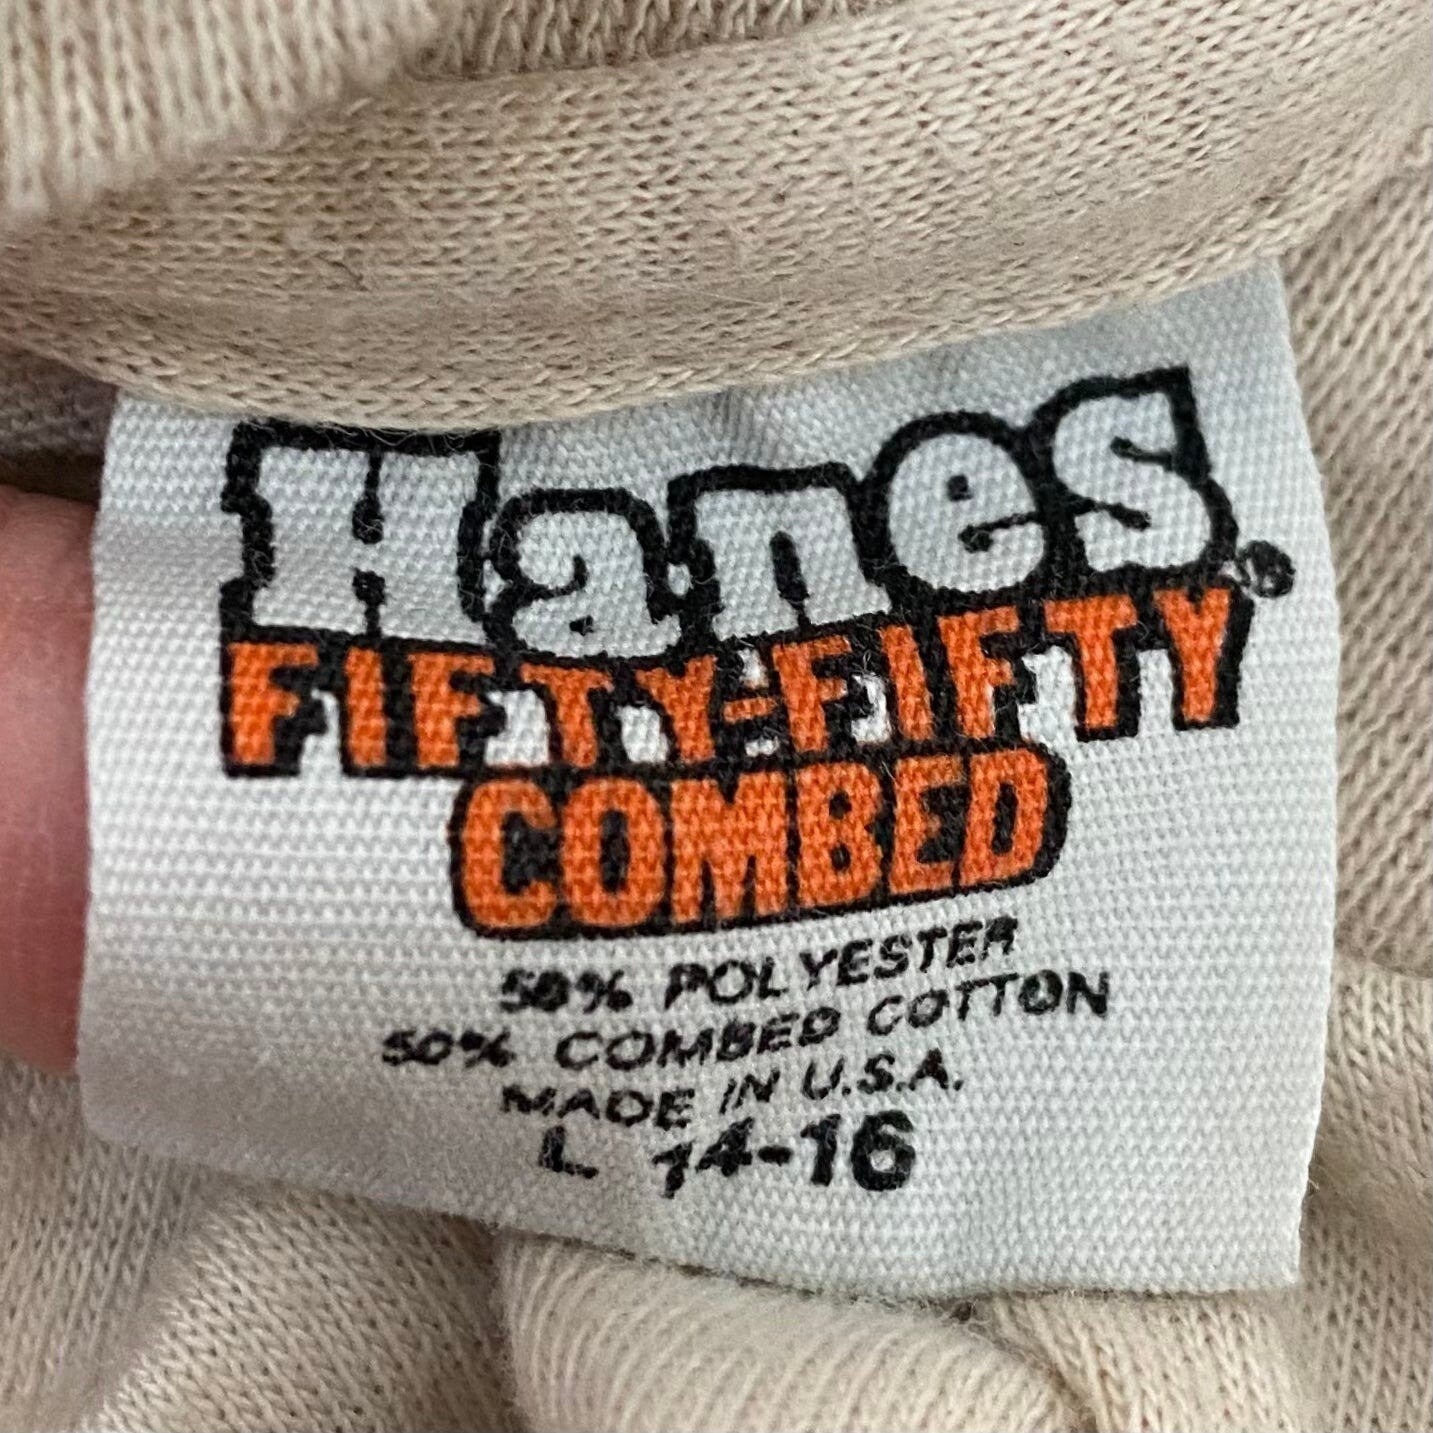 Hanes®
FIFTY-FIFTY
COMBED
50% POLYESTER
50% COMBED COTTON
MADE IN U.S.A.
L 14-16